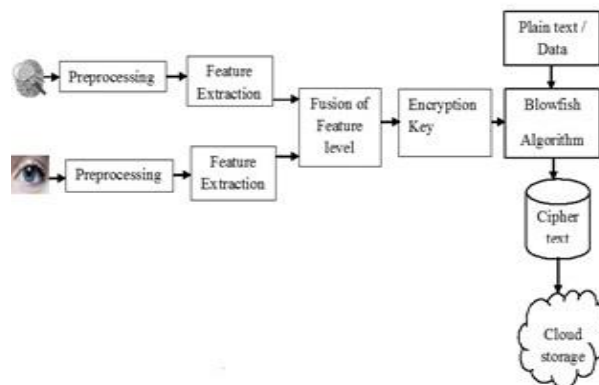 Preprocessing
Feature
Extraction
Preprocessing
Feature
Extraction
Fusion of
Feature
level
Encryption
Key
Plain text /
Data
Blowfish
Algorithm
Cipher
text
Cloud
storage